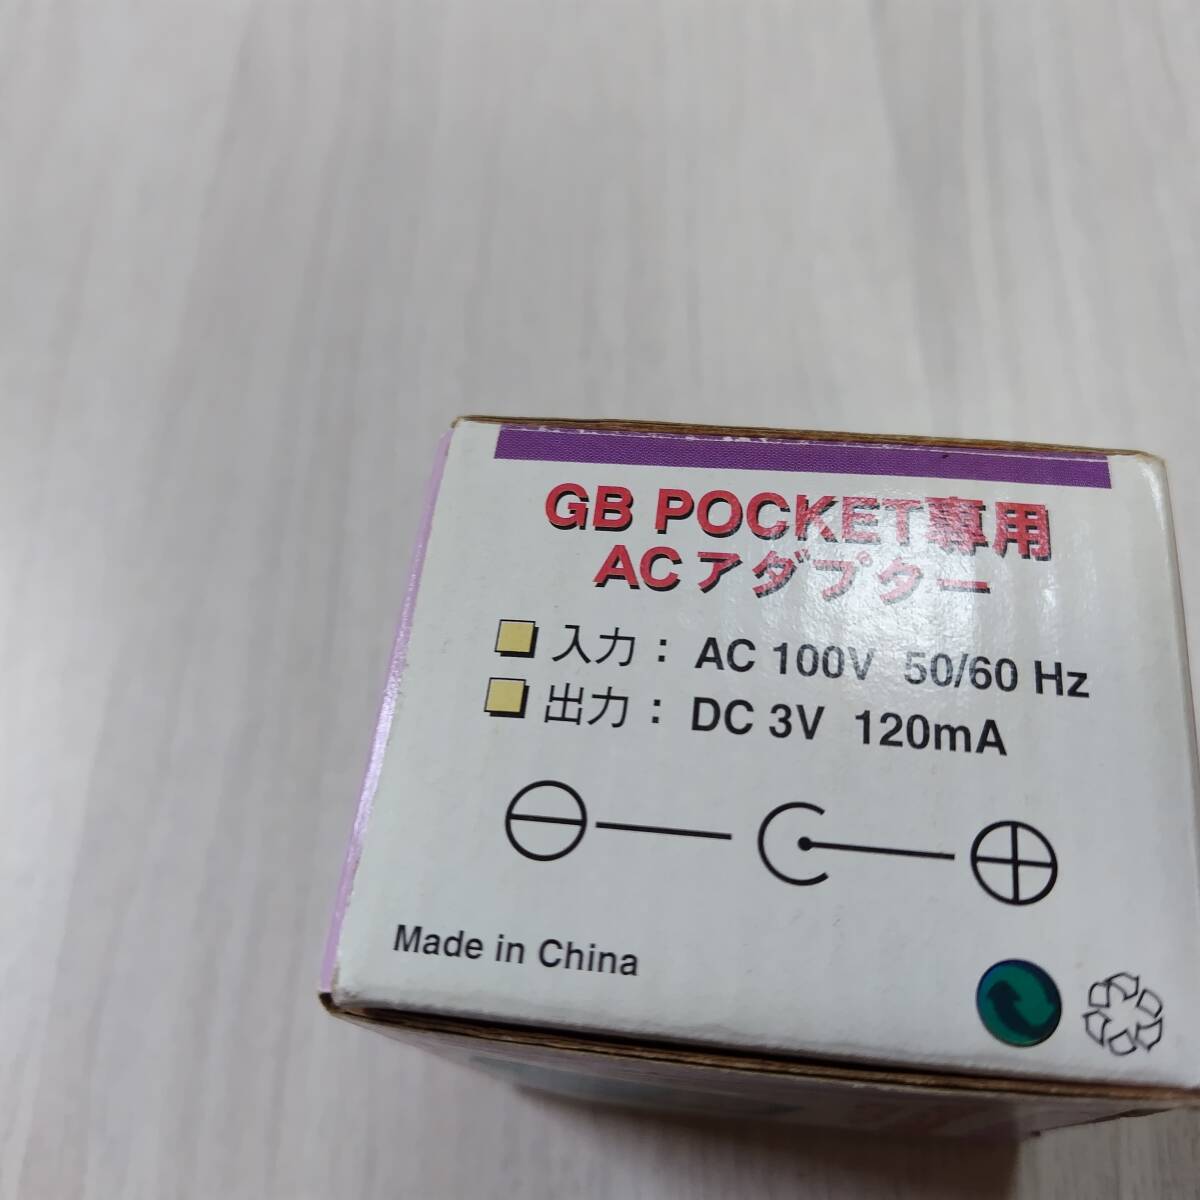 GB POCKET専用
ACアダプター
入力： AC 100V 50/60 Hz
出力： DC 3V 120mA
Made in China